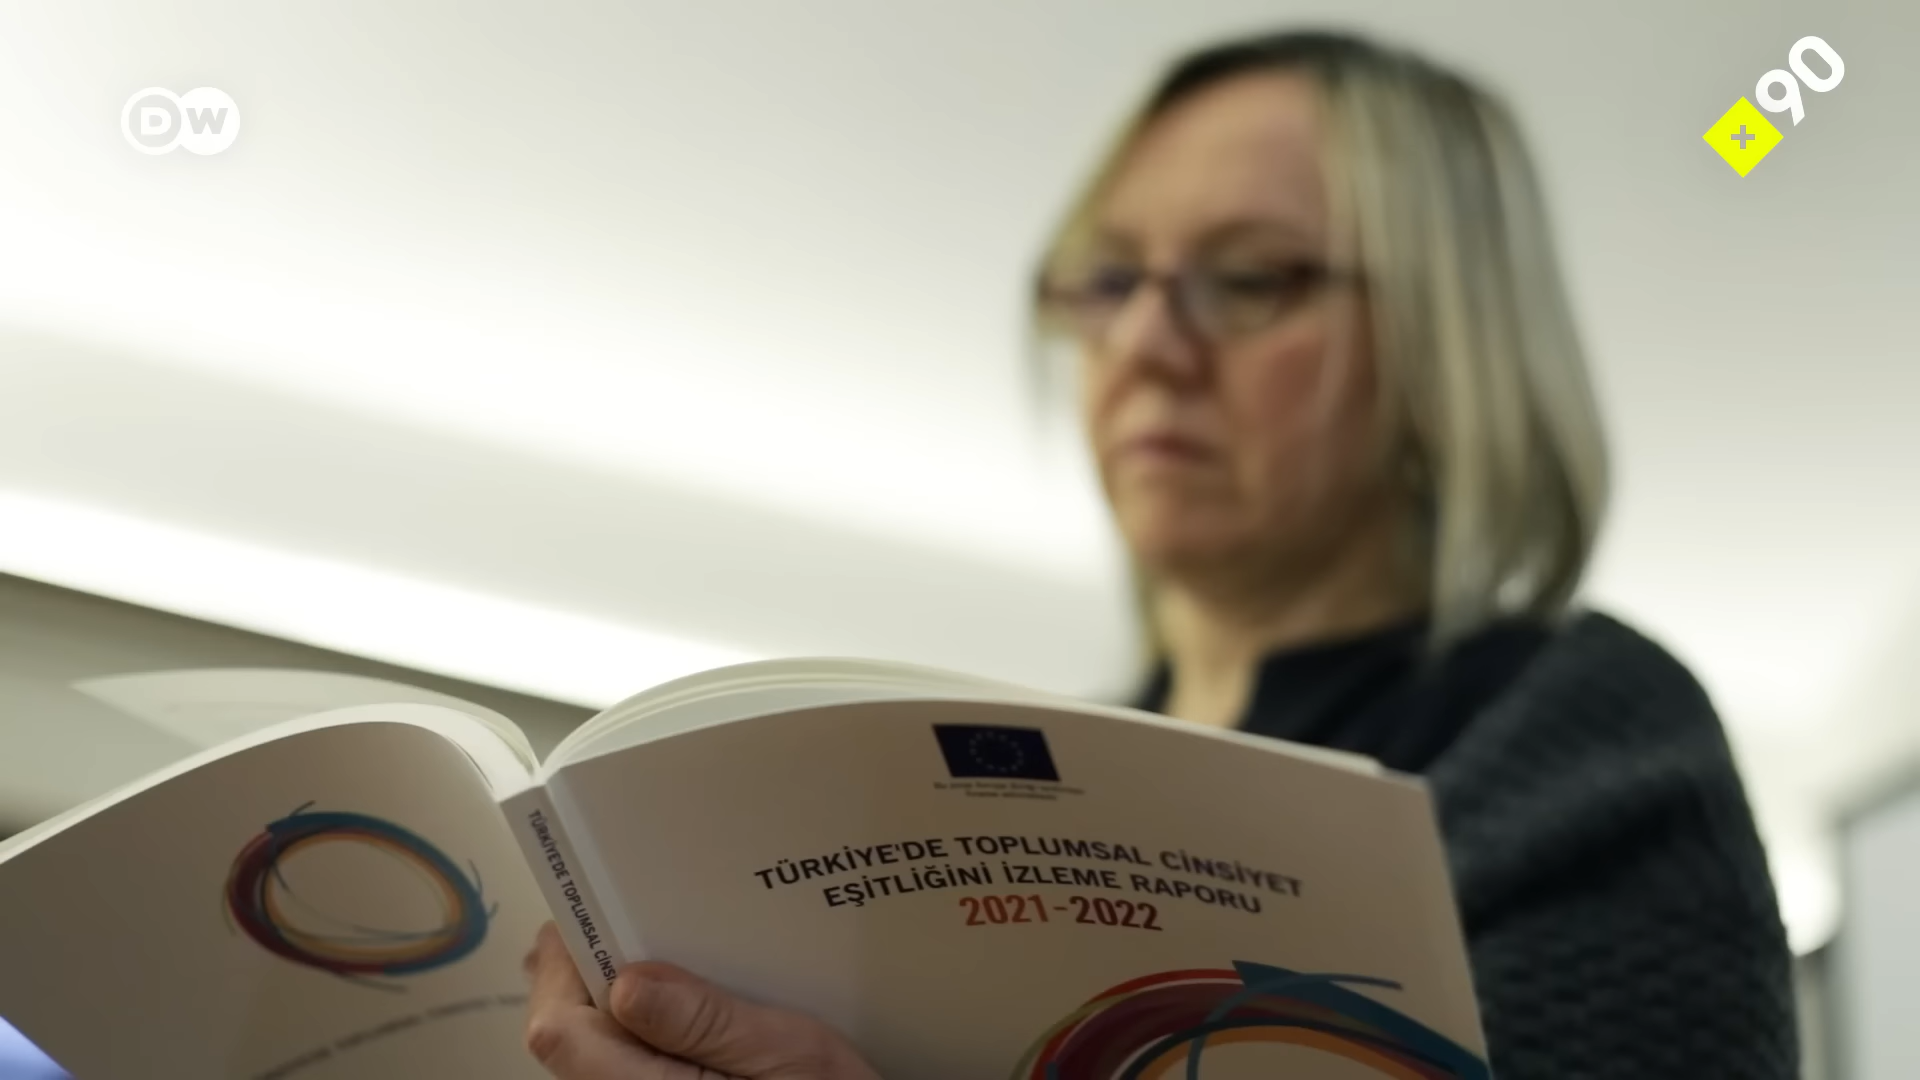 DW
+90
TÜRKİYE'DE TOPLUMSAL CİNSİYET
EŞİTLİĞİNİ İZLEME RAPORU
2021-2022
TÜRKİYE'DE TOPLUMSAL CİNSİ